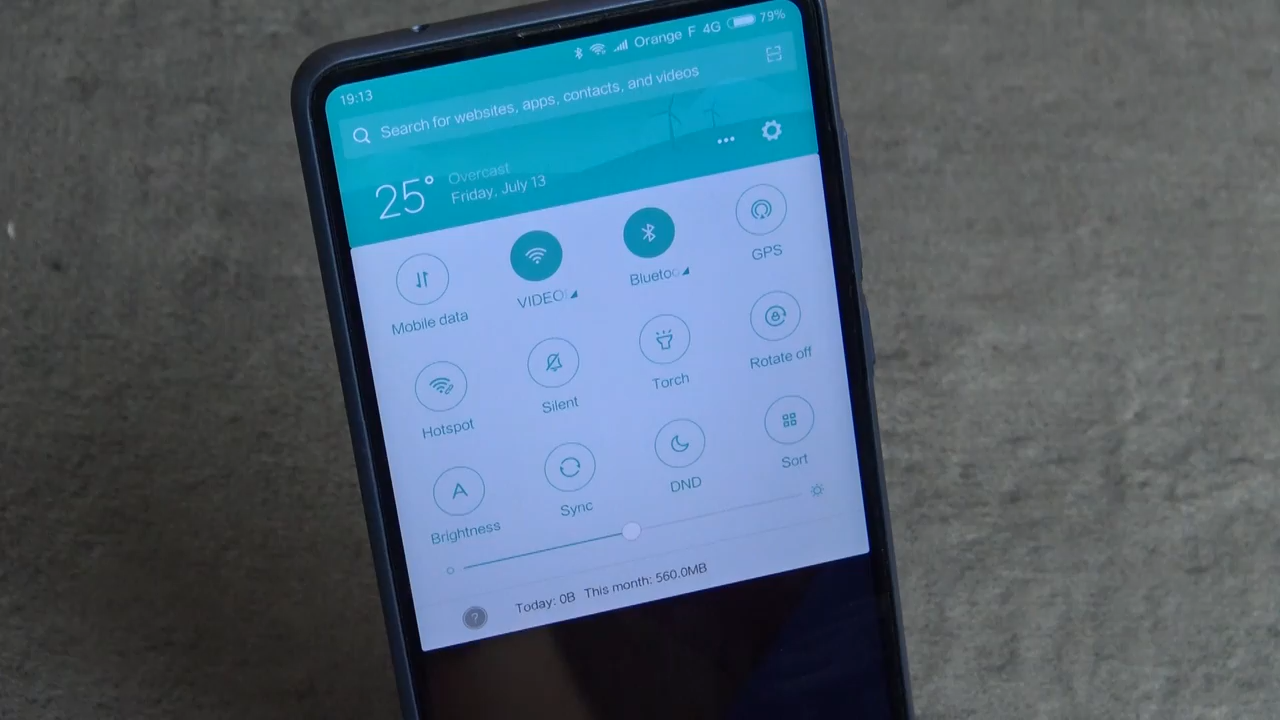 19:13
Orange F 4G 79%
Search for websites, apps, contacts, and videos
25°
Overcast
Friday, July 13
Mobile data
VIDEO
Bluetoo
GPS
Hotspot
Silent
Torch
Rotate off
A
Brightness
Sync
DND
Sort
?
Today: 0B This month: 560.0MB